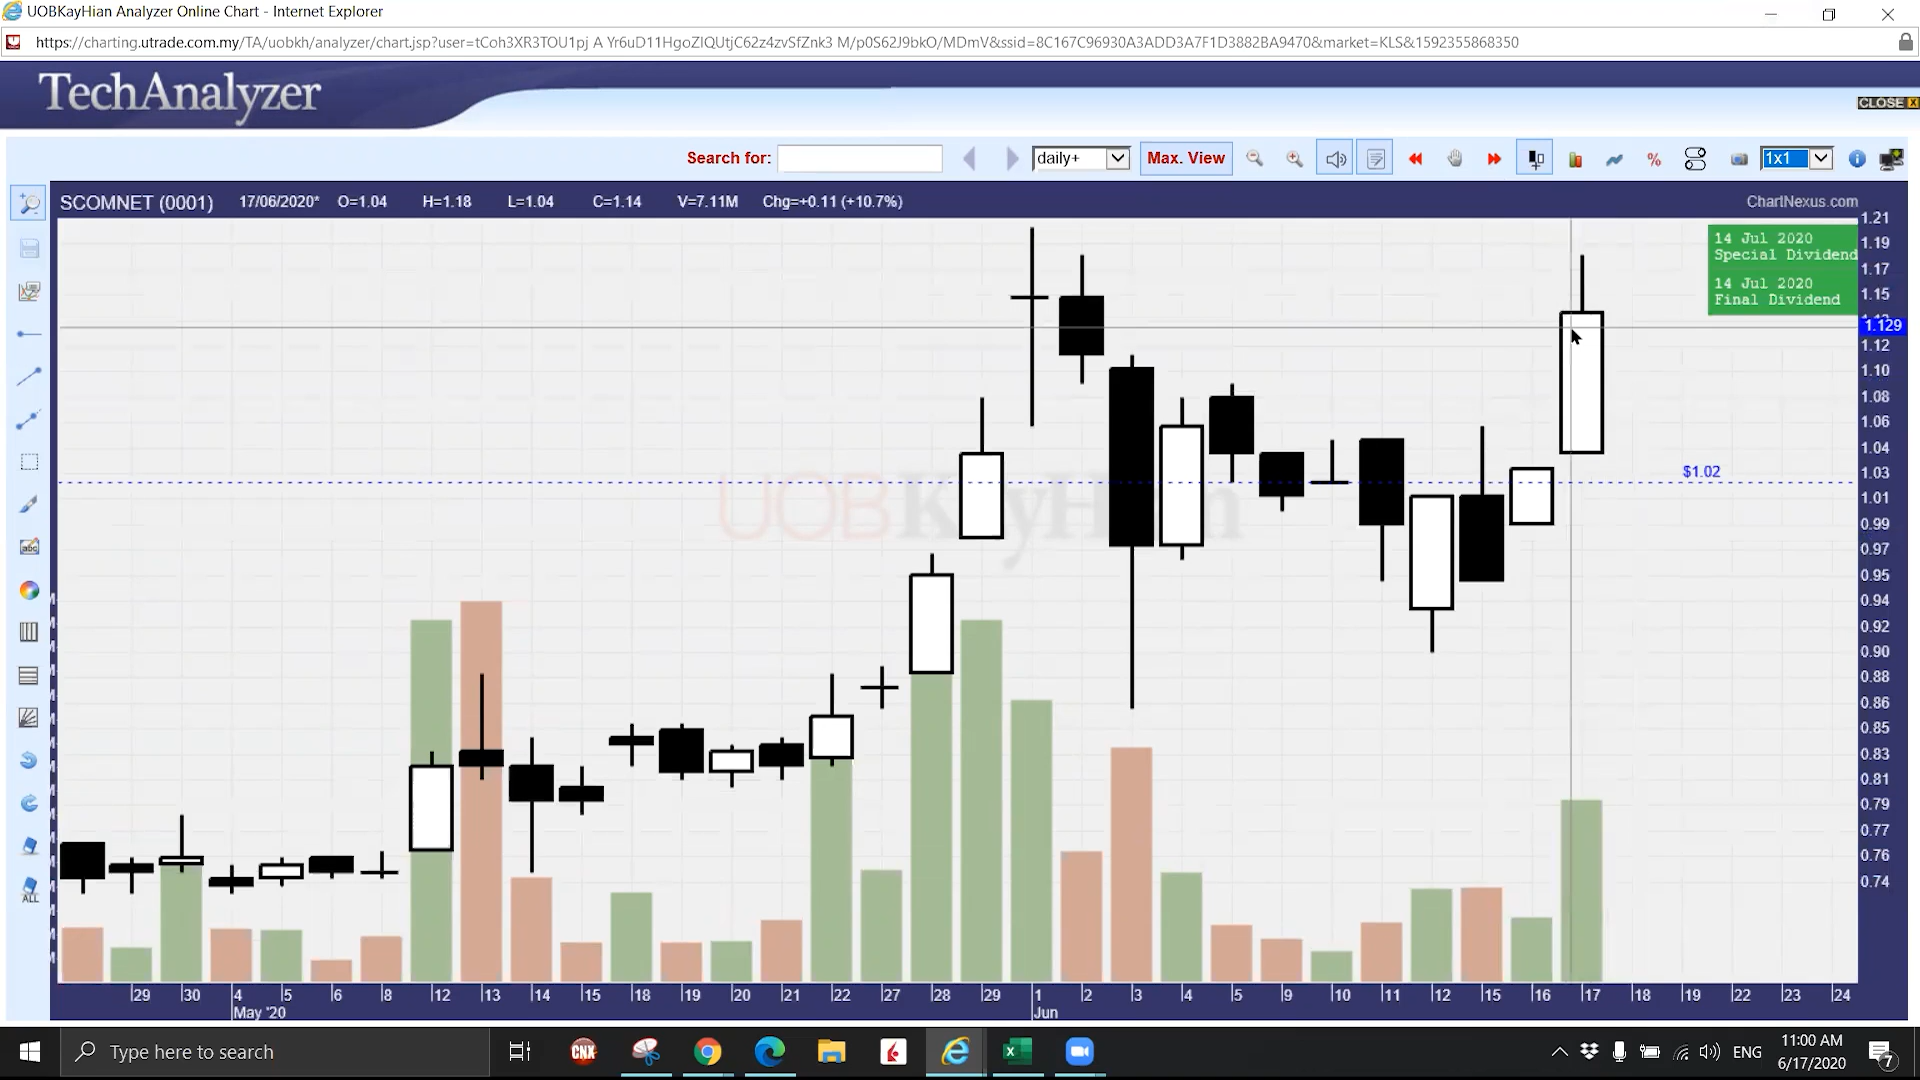 UOBKayHian Analyzer Online Chart - Internet Explorer
https://charting.utrade.com.my/TA/uobkh/analyzer/chart.jsp?user=tCoh3XR3TOU1pj A Yr6uD11HgoZIQUtjC62z4zvSfZnk3 M/p0S62J9bkO/MDmV&ssid=8C167C96930A3ADD3A7F1D3882BA9470&market=KLS&1592355868350
TechAnalyzer
CLOSE X
Search for: daily+ Max. View % 1x1
SCOMNET (0001) 17/06/2020* O=1.04 H=1.18 L=1.04 C=1.14 V=7.11M Chg=+0.11 (+10.7%) ChartNexus.com
14 Jul 2020
Special Dividend
14 Jul 2020
Final Dividend
1.21
1.19
1.17
1.15
1.129
1.12
1.10
1.08
1.06
1.04
1.03
1.01
0.99
0.97
0.95
0.94
0.92
0.90
0.88
0.86
0.85
0.83
0.81
0.79
0.77
0.76
0.74
$1.02
UOBKayHian
abc
ALL
29 30 4 5 6 8 12 13 14 15 18 19 20 21 22 27 28 29 1 2 3 4 5 9 10 11 12 15 16 17 18 19 22 23 24
May '20 Jun
Type here to search
CNX
ENG
11:00 AM
6/17/2020
7